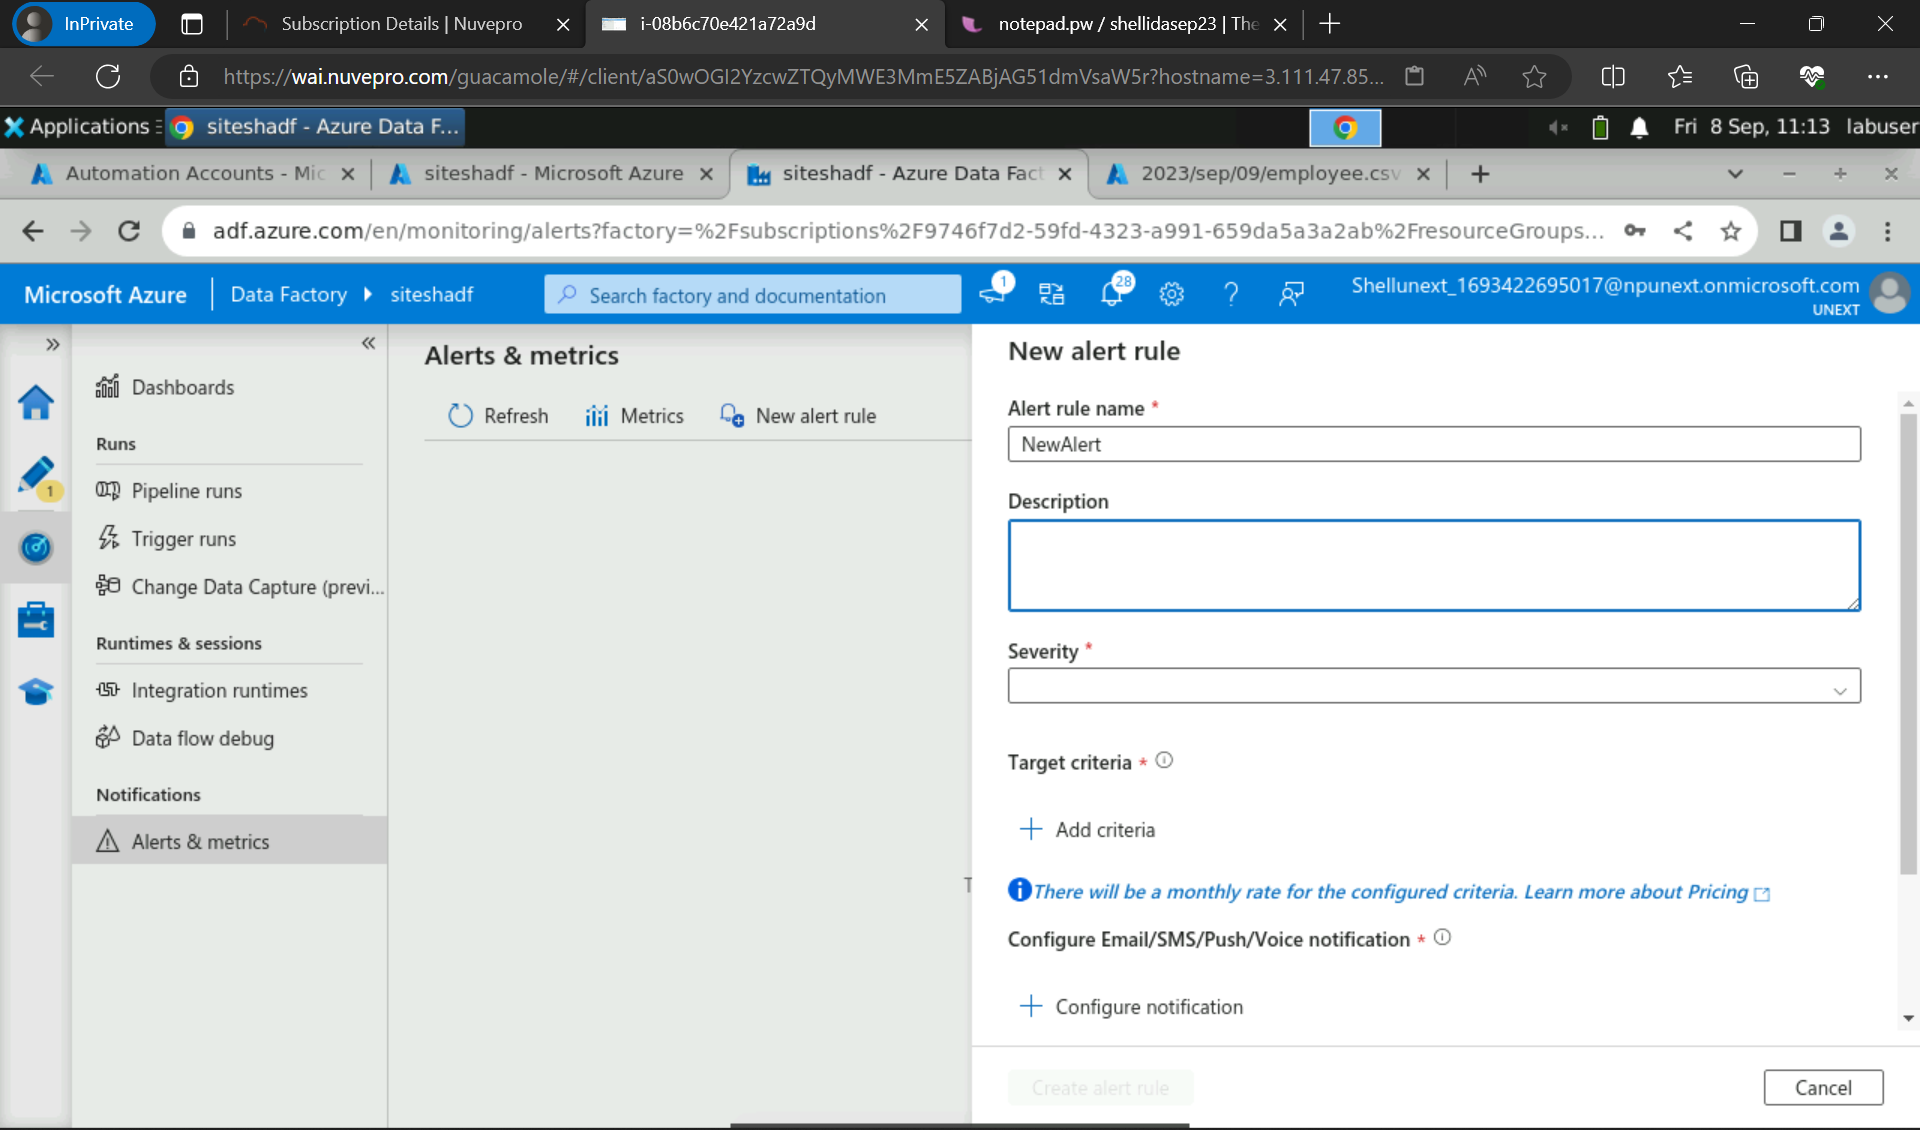 InPrivate
Subscription Details | Nuvepro
i-08b6c70e421a72a9d
notepad.pw / shellidasep23 | The
https://wai.nuvepro.com/guacamole/#/client/aS0wOGI2YzcwZTQyMWE3MmE5ZABjAG51dmVsaW5r?hostname=3.111.47.85...
Applications
siteshadf - Azure Data F...
Fri 8 Sep, 11:13 labuser
Automation Accounts - Mic
siteshadf - Microsoft Azure
siteshadf - Azure Data Fact
2023/sep/09/employee.csv
adf.azure.com/en/monitoring/alerts?factory=%2Fsubscriptions%2F9746f7d2-59fd-4323-a991-659da5a3a2ab%2FresourceGroups...
Microsoft Azure
Data Factory
siteshadf
Search factory and documentation
1
28
Shellunext_1693422695017@npunext.onmicrosoft.com
UNEXT
Dashboards
Runs
Pipeline runs
1
Trigger runs
Change Data Capture (previ...
Runtimes & sessions
Integration runtimes
Data flow debug
Notifications
Alerts & metrics
Alerts & metrics
Refresh
Metrics
New alert rule
T
New alert rule
Alert rule name *
NewAlert
Description
Severity *
Target criteria *
Add criteria
There will be a monthly rate for the configured criteria. Learn more about Pricing
Configure Email/SMS/Push/Voice notification *
Configure notification
Create alert rule
Cancel